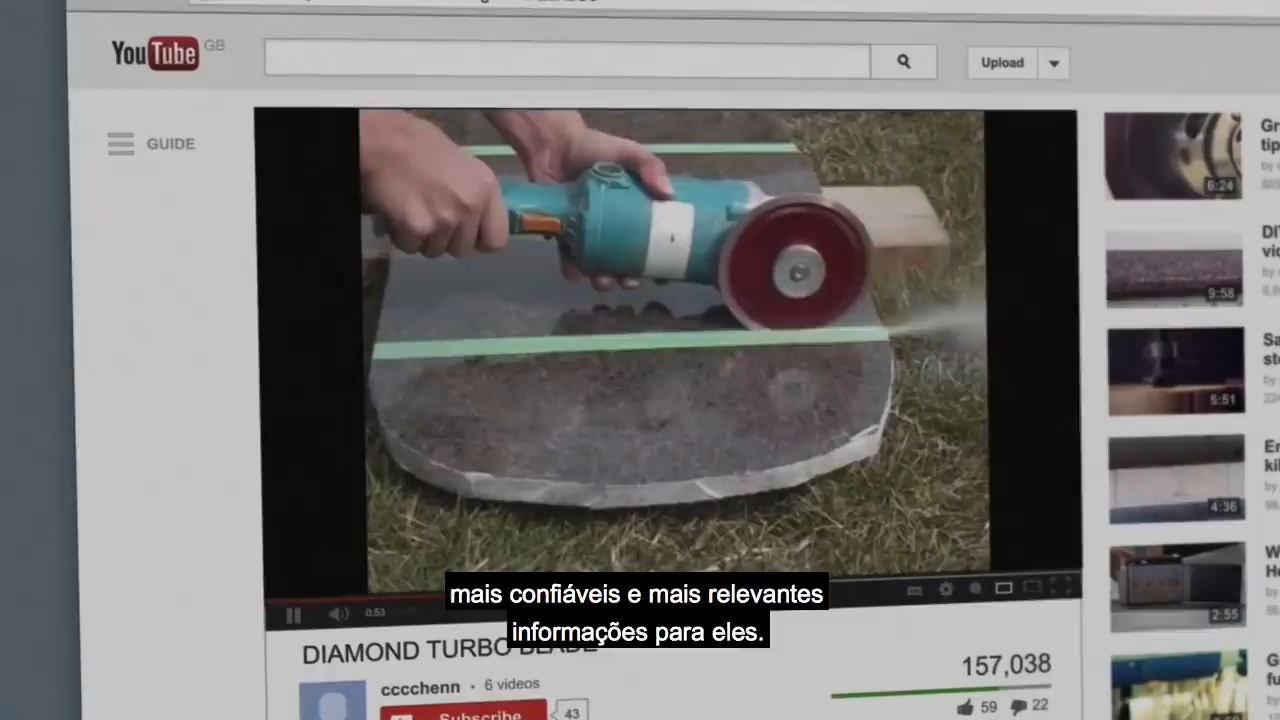 YouTube GB
Upload
GUIDE
6:24
9:58
5:51
4:36
2:55
0:53
mais confiáveis e mais relevantes
informações para eles.
DIAMOND TURBO BLADE
cccchenn · 6 videos
Subscribe 43
157,038
59 22